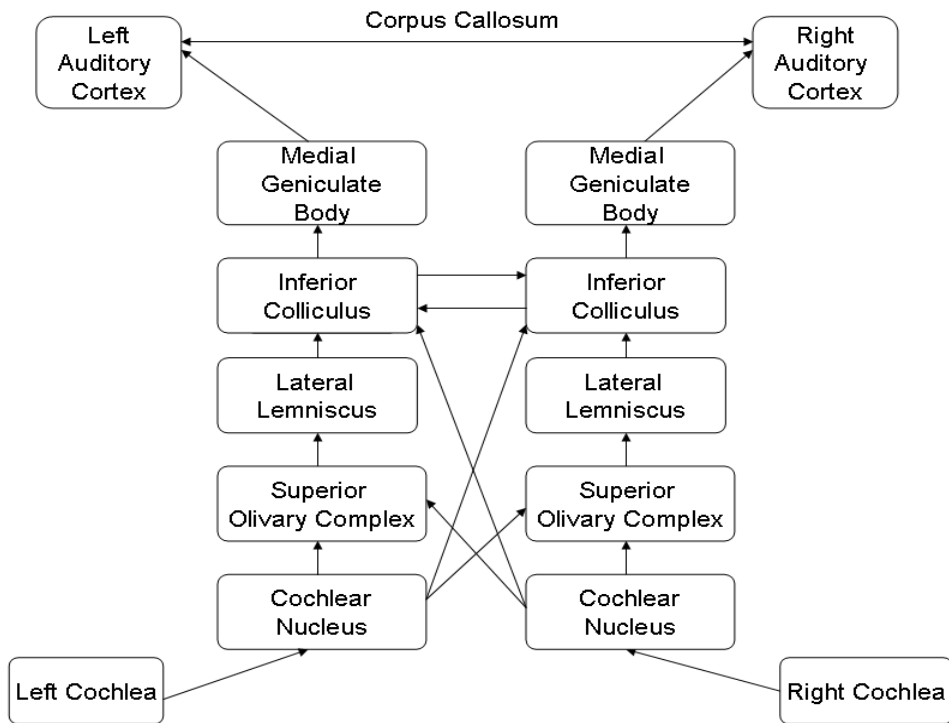 Corpus Callosum
Left
Auditory
Cortex
Right
Auditory
Cortex
Medial
Geniculate
Body
Medial
Geniculate
Body
Inferior
Colliculus
Inferior
Colliculus
Lateral
Lemniscus
Lateral
Lemniscus
Superior
Olivary Complex
Superior
Olivary Complex
Cochlear
Nucleus
Cochlear
Nucleus
Left Cochlea
Right Cochlea